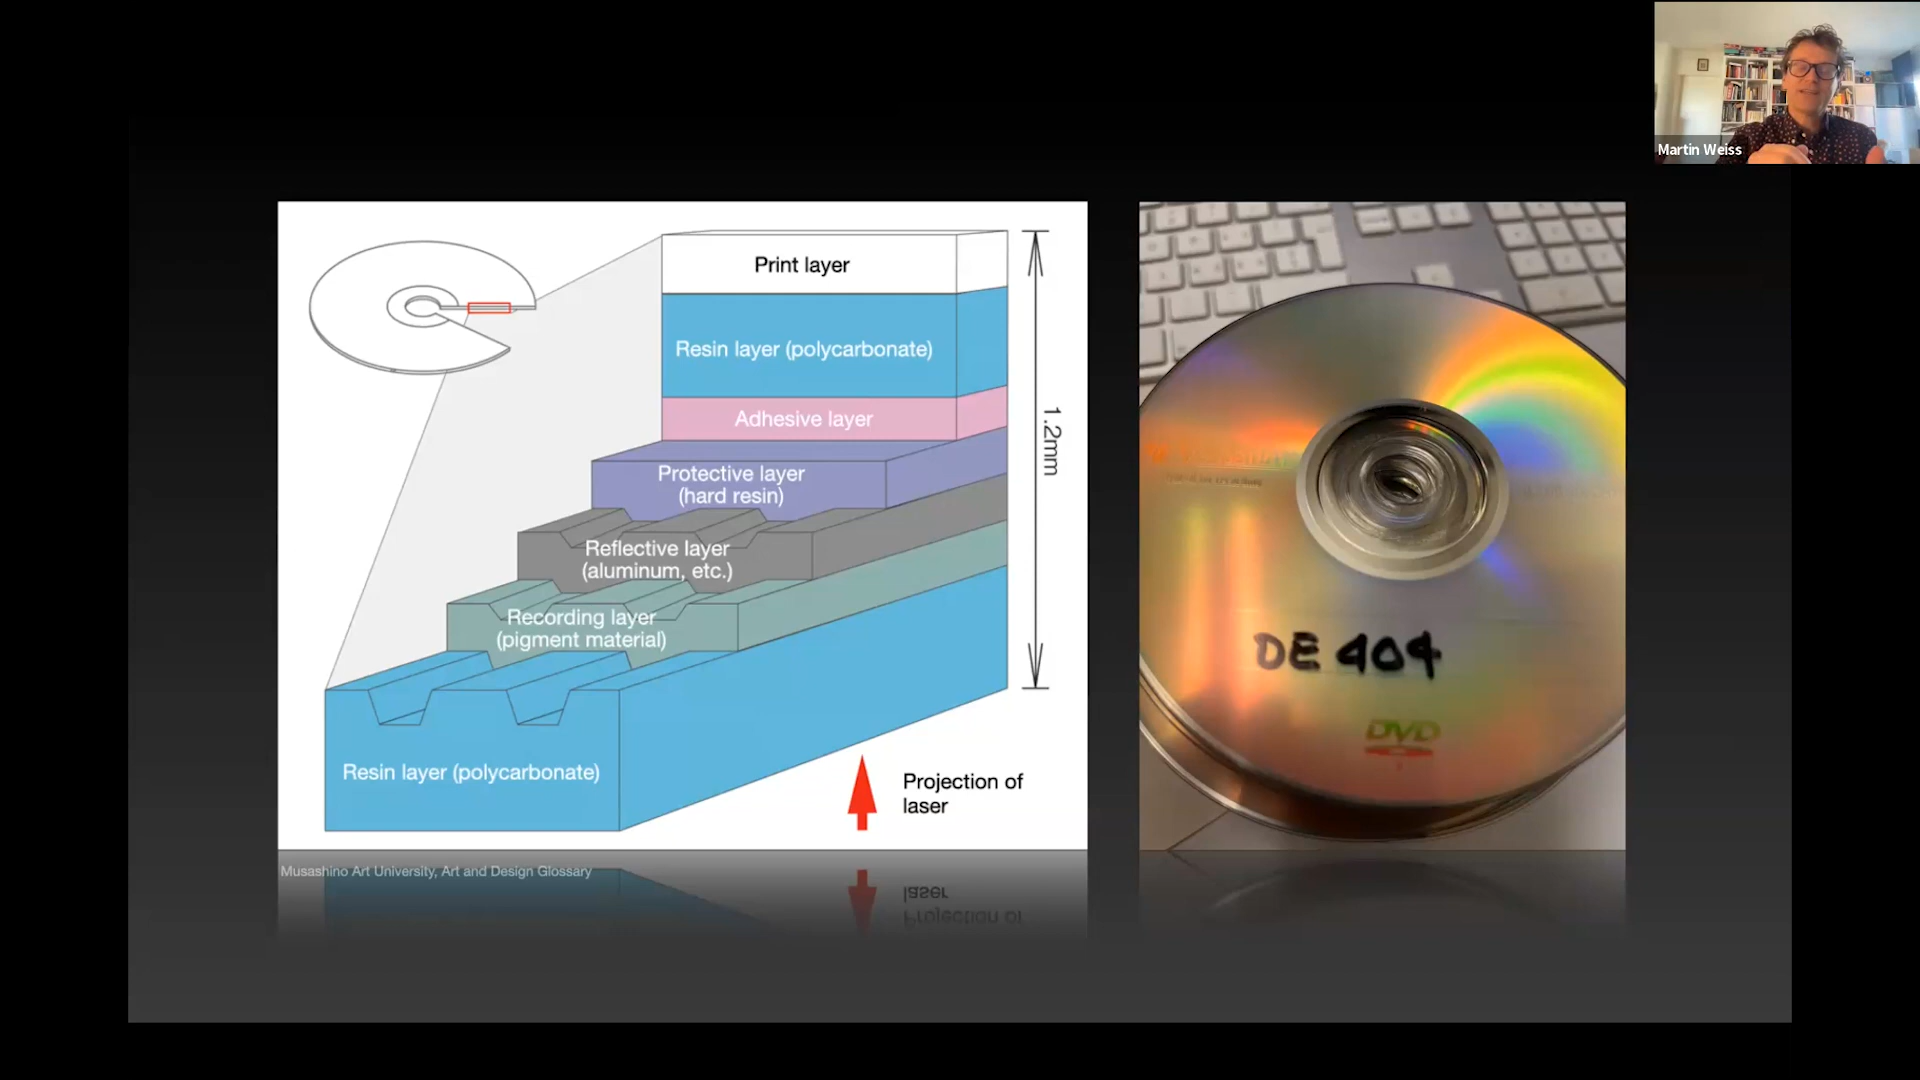 Martin Weiss
Print layer
Resin layer (polycarbonate)
Adhesive layer
Protective layer
(hard resin)
Reflective layer
(aluminum, etc.)
Recording layer
(pigment material)
Resin layer (polycarbonate)
1.2mm
Projection of
laser
Musashino Art University, Art and Design Glossary
DE 404
DVD